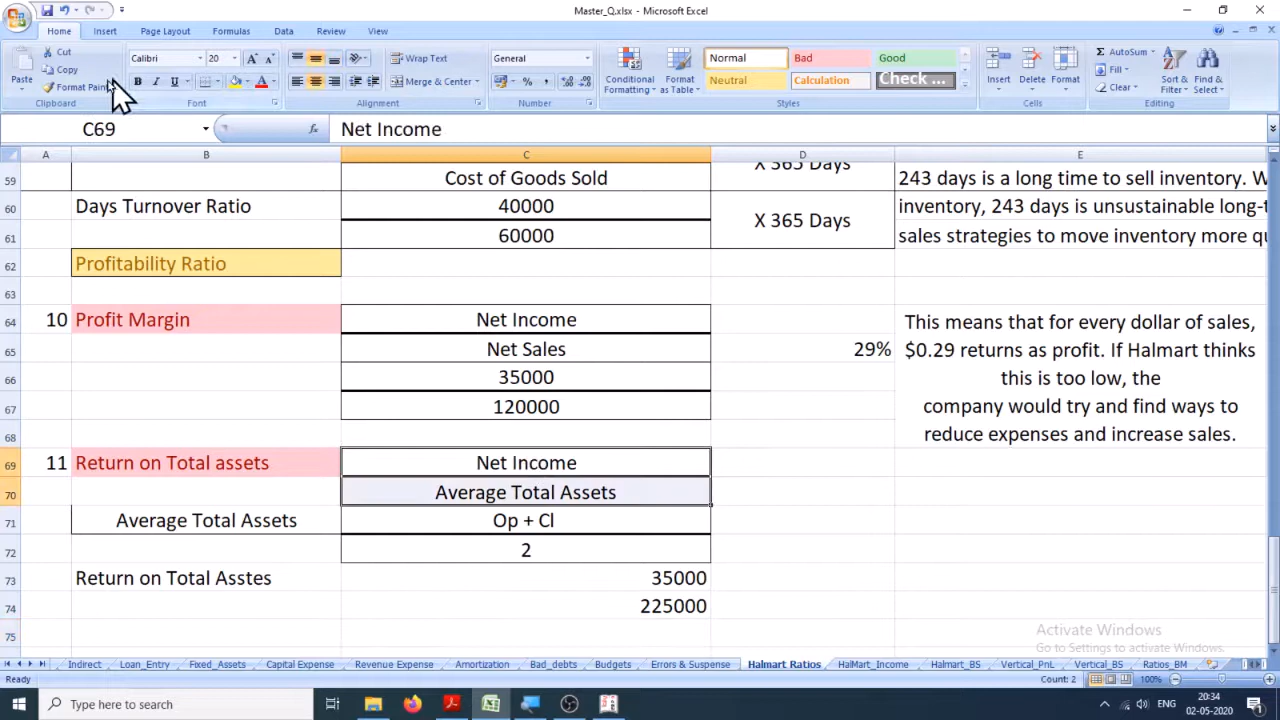 Master_Q.xlsx - Microsoft Excel
Home Insert Page Layout Formulas Data Review View
Paste
Cut
Copy
Format Pain
Clipboard
Calibri 20
Font
Wrap Text
Merge & Center
Alignment
General
Number
Conditional Formatting
Format as Table
Normal Bad Good
Neutral Calculation Check ...
Styles
Insert Delete Format
Cells
AutoSum
Fill
Clear
Sort & Filter
Find & Select
Editing
C69 fx Net Income
A B C D E
59 Cost of Goods Sold X 365 Days 243 days is a long time to sell inventory. W
60 Days Turnover Ratio 40000 X 365 Days inventory, 243 days is unsustainable long-t
61 60000 sales strategies to move inventory more qu
62 Profitability Ratio
63
64 10 Profit Margin Net Income This means that for every dollar of sales,
65 Net Sales 29% $0.29 returns as profit. If Halmart thinks
66 35000 this is too low, the
67 120000 company would try and find ways to
68 reduce expenses and increase sales.
69 11 Return on Total assets Net Income
70 Average Total Assets
71 Average Total Assets Op + Cl
72 2
73 Return on Total Asstes 35000
74 225000
75
Activate Windows
Go to Settings to activate Windows.
Indirect Loan_Entry Fixed_Assets Capital Expense Revenue Expense Amortization Bad_debts Budgets Errors & Suspense Halmart Ratios HalMart_Income Halmart_BS Vertical_PnL Vertical_BS Ratios_BM
Ready Count: 2 100%
Type here to search
ENG
20:34
02-05-2020